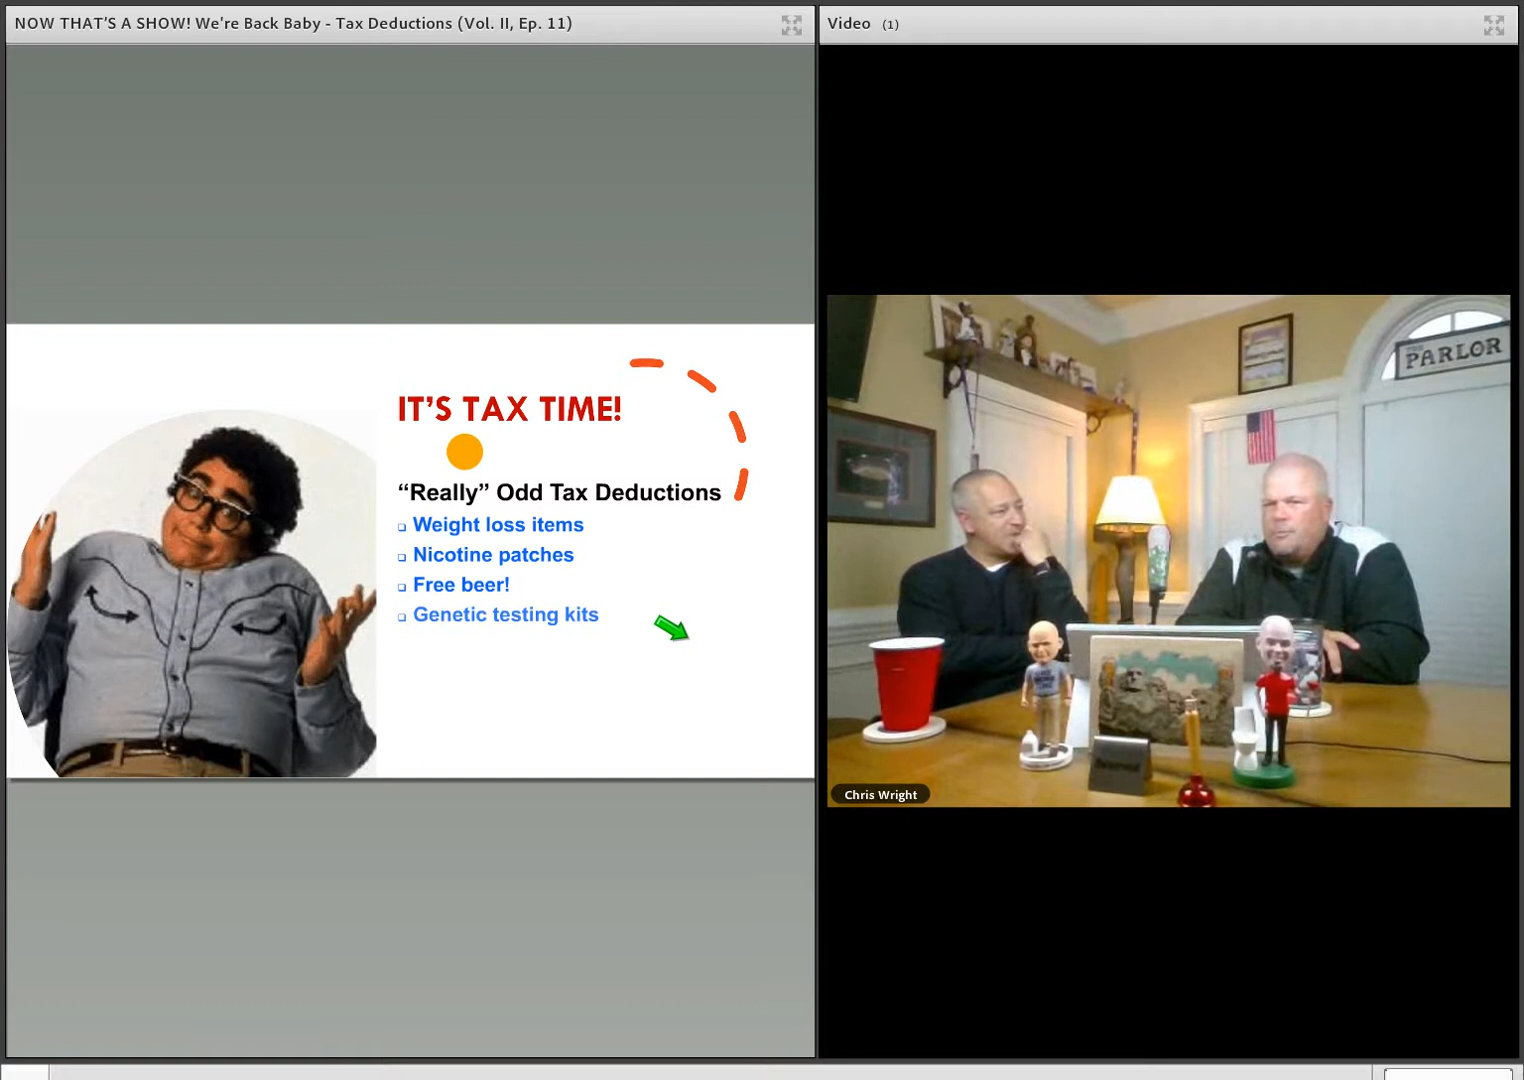 NOW THAT'S A SHOW! We're Back Baby - Tax Deductions (Vol. II, Ep. 11)
Video (1)
IT'S TAX TIME!
“Really” Odd Tax Deductions
Weight loss items
Nicotine patches
Free beer!
Genetic testing kits
PARLOR
Chris Wright